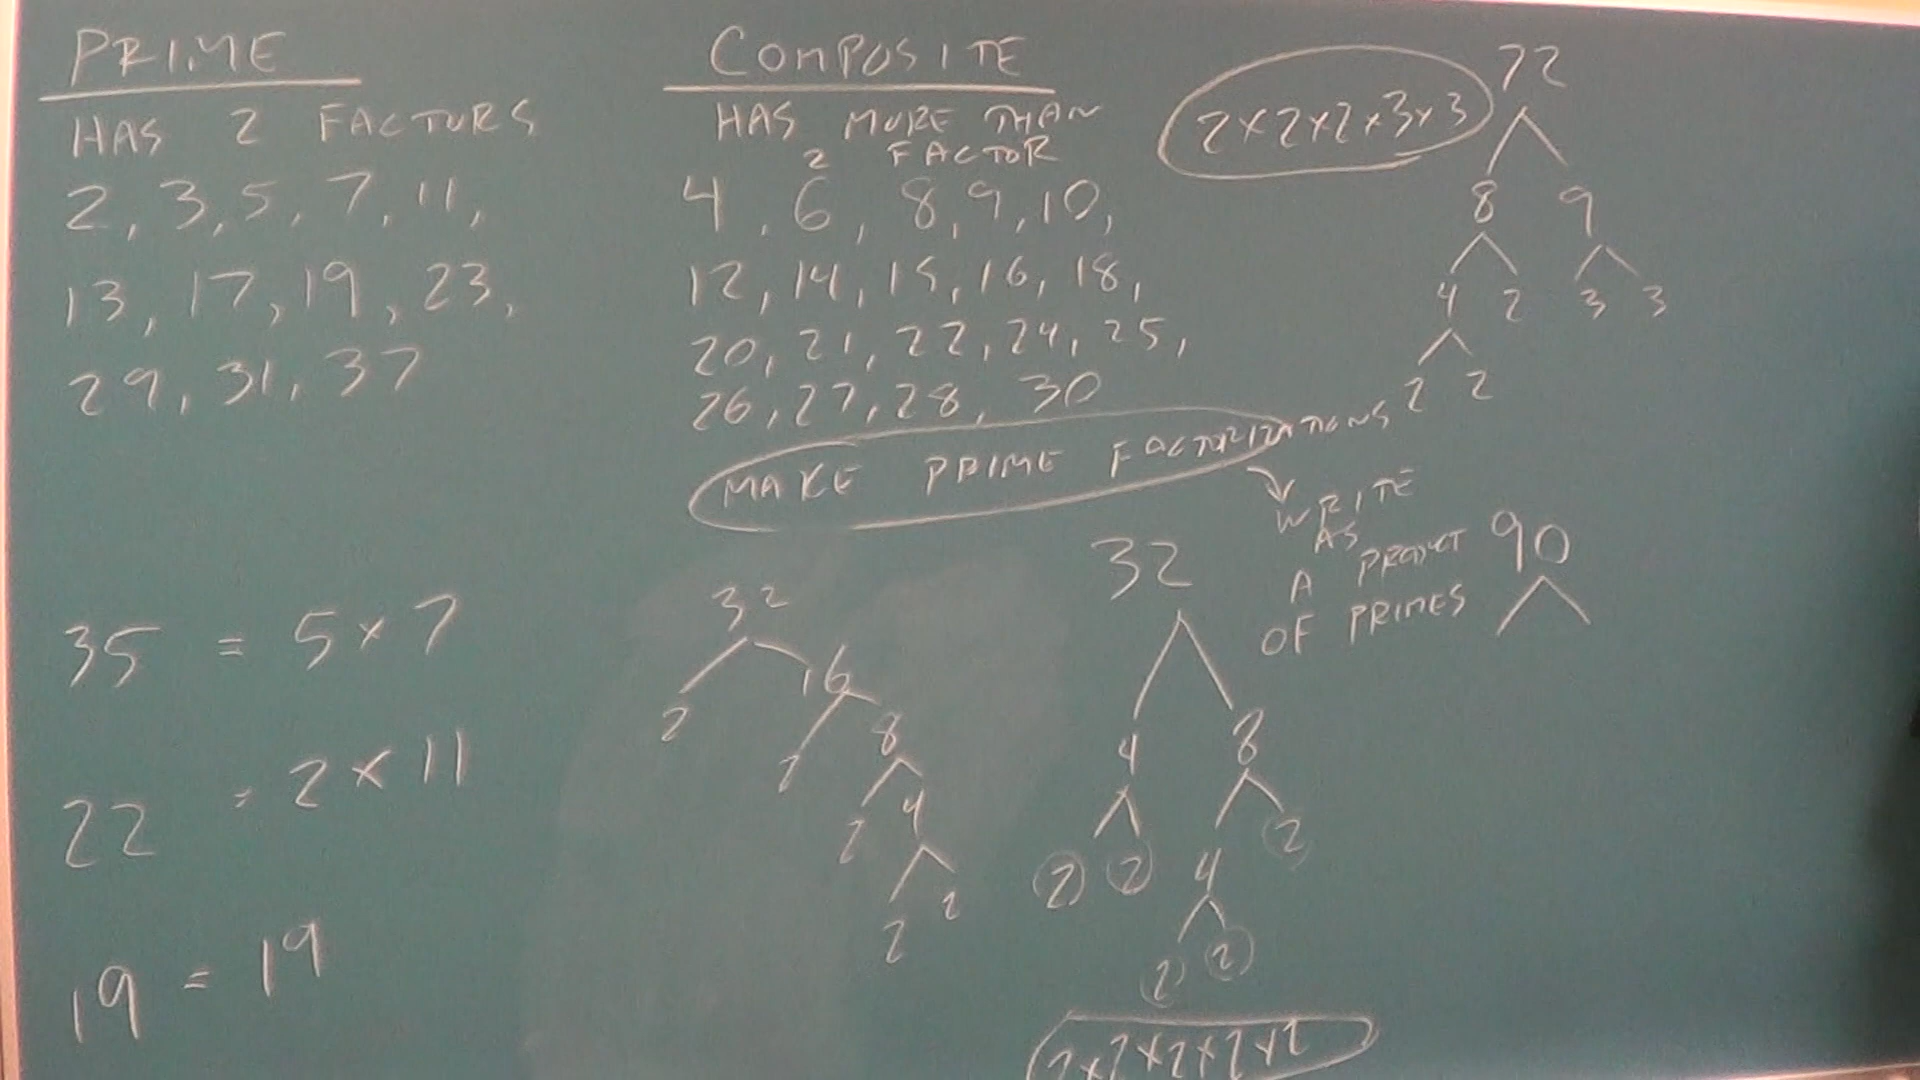 PRIME
HAS 2 FACTORS
2, 3, 5, 7, 11,
13, 17, 19, 23,
29, 31, 37
35 = 5 x 7
22 = 2 x 11
19 = 19
COMPOSITE
HAS MORE THAN
2 FACTOR
4, 6, 8, 9, 10,
12, 14, 15, 16, 18,
20, 21, 22, 24, 25,
26, 27, 28, 30
MAKE PRIME FACTORIZATIONS
WRITE
AS
A PRODUCT
OF PRIMES
32
2 16
2 8
2 4
2 2
32
4 8
2 2 4 2
2 2
2x2x2x2x2
72
2x2x2x3x3
8 9
4 2 3 3
2 2
90